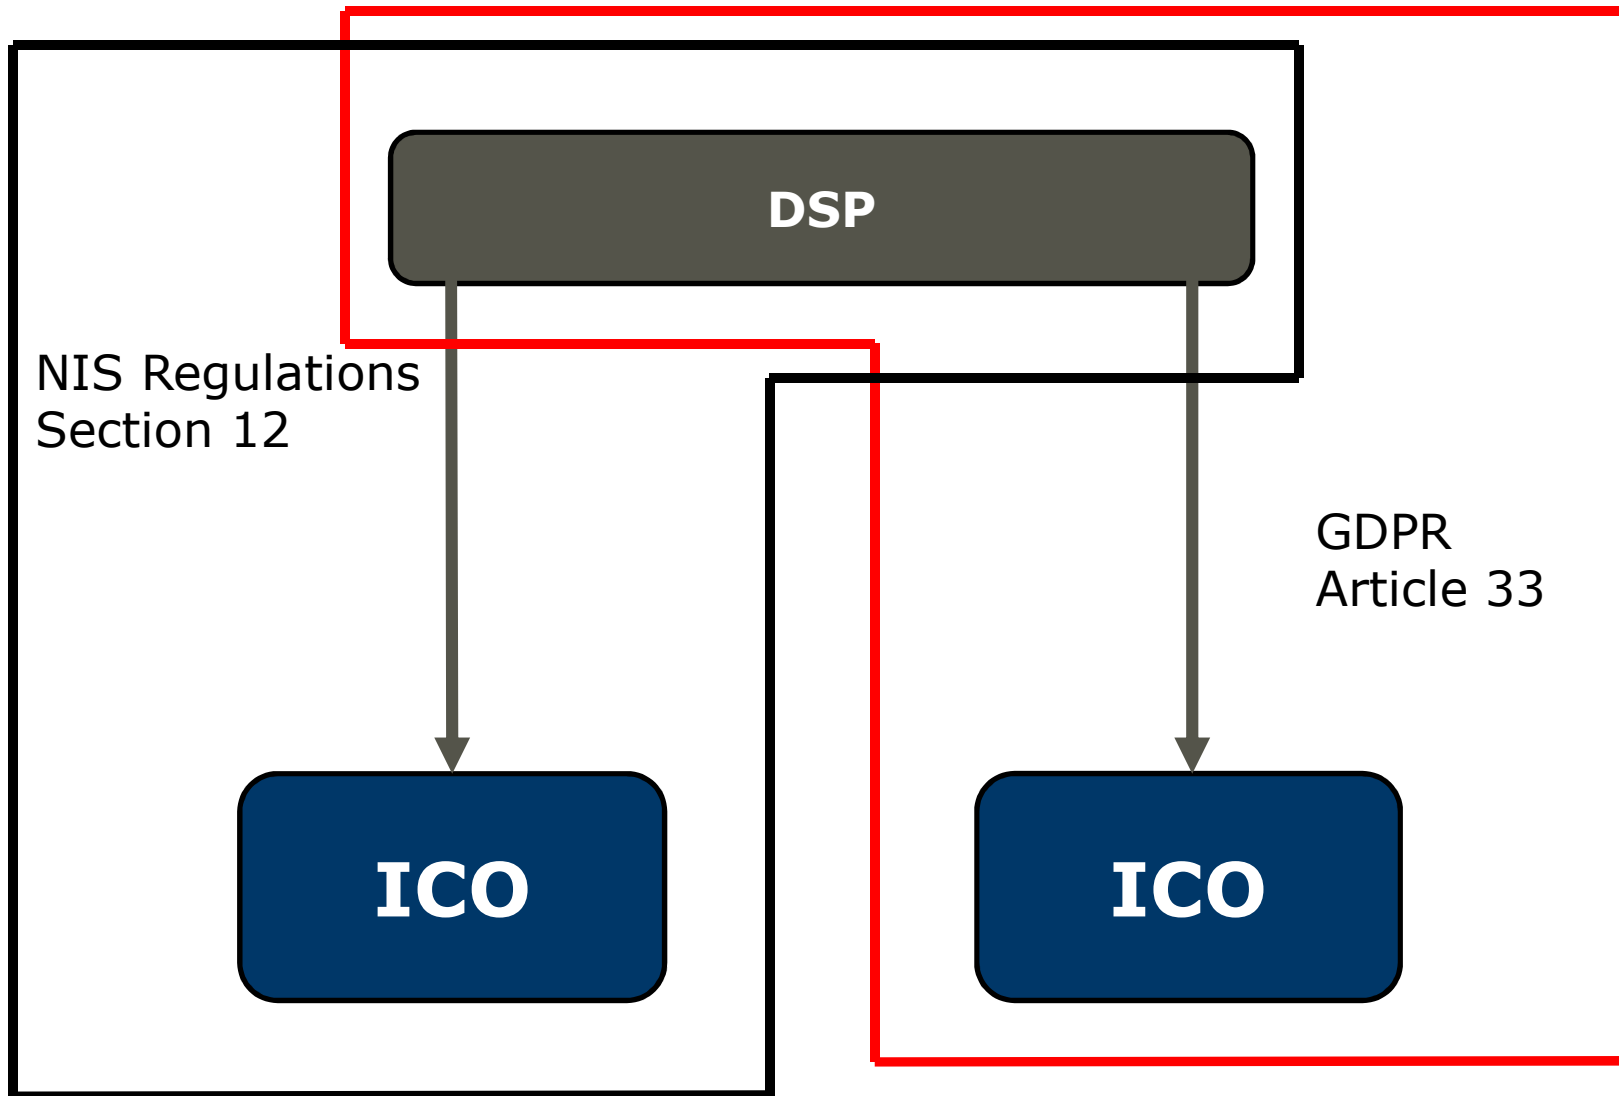 DSP
NIS Regulations
Section 12
GDPR
Article 33
ICO
ICO